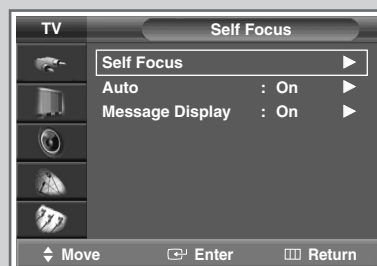 TV
Self Focus
Self Focus
Auto : On
Message Display : On
Move Enter Return